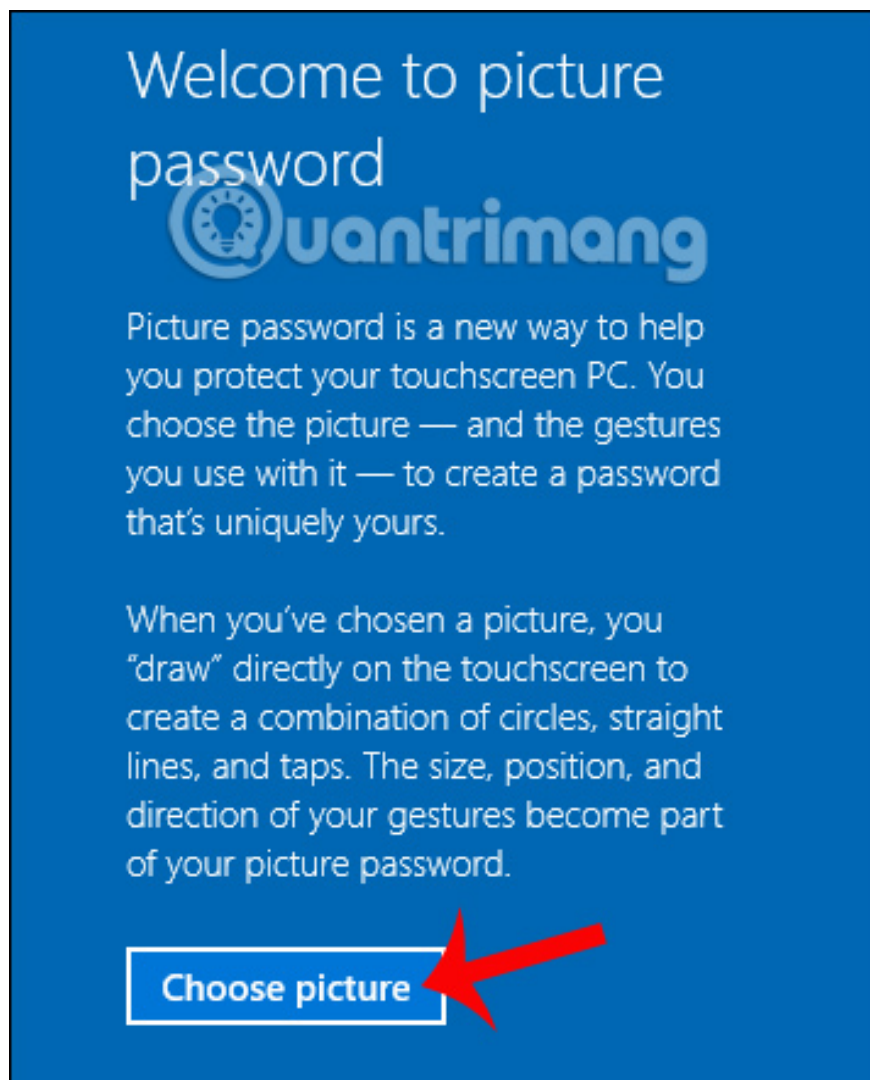 Welcome to picture
password
Quantrimang
Picture password is a new way to help
you protect your touchscreen PC. You
choose the picture — and the gestures
you use with it — to create a password
that's uniquely yours.
When you've chosen a picture, you
"draw" directly on the touchscreen to
create a combination of circles, straight
lines, and taps. The size, position, and
direction of your gestures become part
of your picture password.
Choose picture